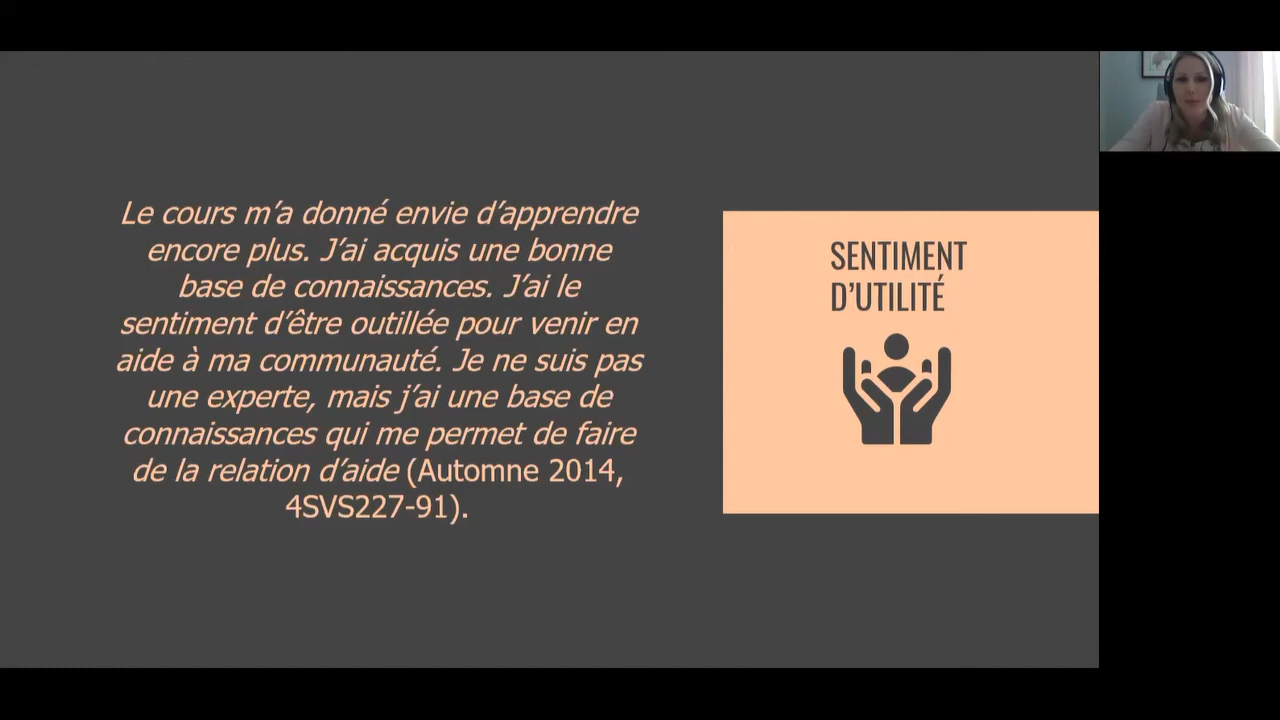 Le cours m’a donné envie d’apprendre
encore plus. J’ai acquis une bonne
base de connaissances. J’ai le
sentiment d’être outillée pour venir en
aide à ma communauté. Je ne suis pas
une experte, mais j’ai une base de
connaissances qui me permet de faire
de la relation d’aide (Automne 2014,
4SVS227-91).
SENTIMENT
D’UTILITÉ